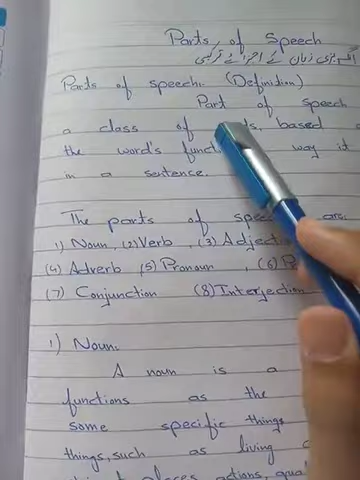 Parts of Speech
انگریزی زبان کے اجزائے ترکیبی
Parts of speech: (Definition)
Part of Speech
a class of based
the word's way it
in a sentence.
The parts of are:
1) Noun, (2) Verb, (3)
(4) Adverb, (5) Pronoun, (6)
(7) Conjunction (8) Interjection
1) Noun:
A noun is a
functions as the
some specific things
things, such as living
places, actions,